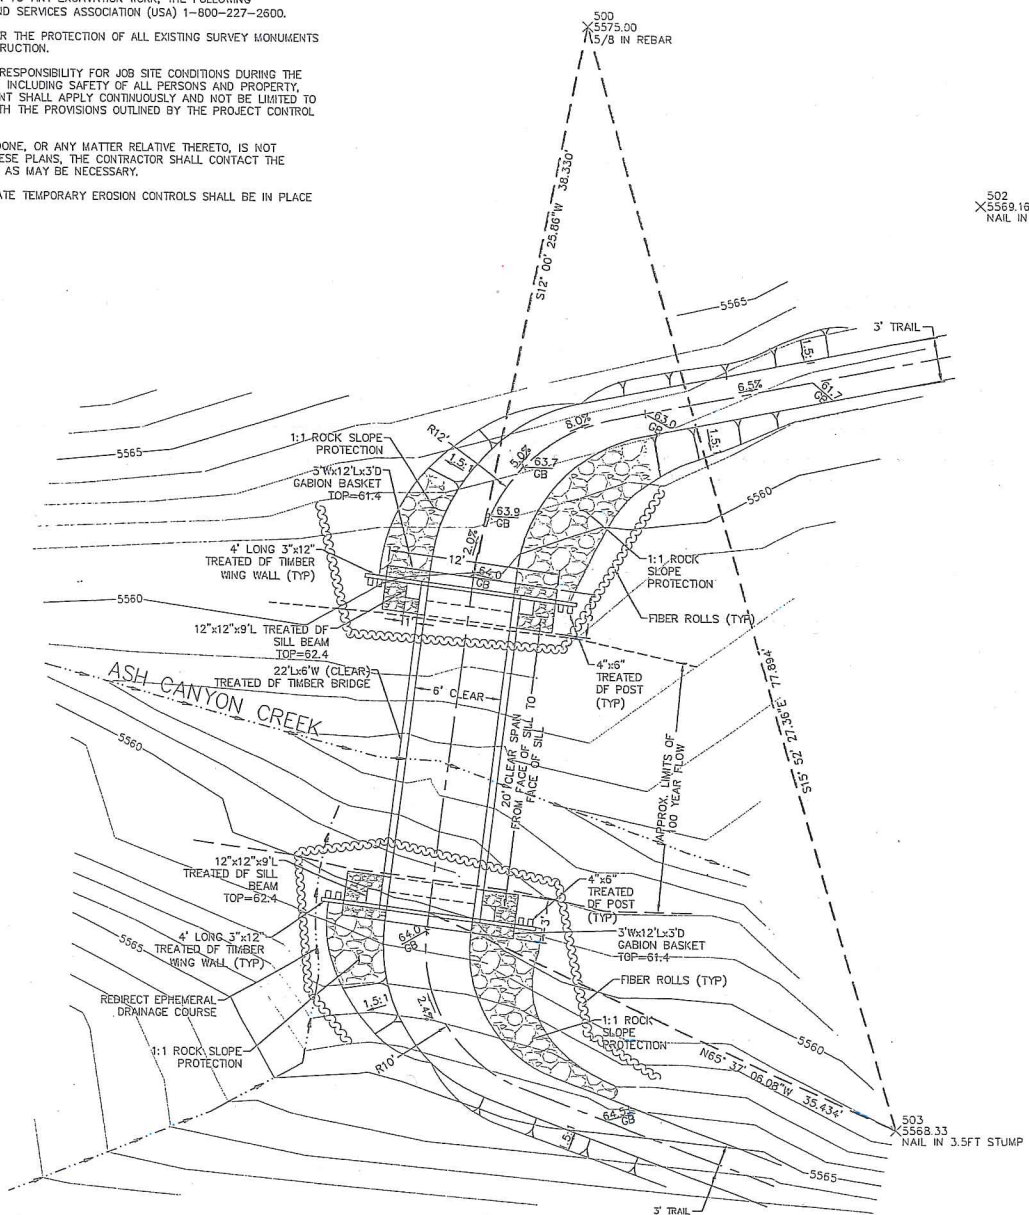 ND SERVICES ASSOCIATION (USA) 1-800-227-2600.
R THE PROTECTION OF ALL EXISTING SURVEY MONUMENTS
RUCTION.
RESPONSIBILITY FOR JOB SITE CONDITIONS DURING THE
INCLUDING SAFETY OF ALL PERSONS AND PROPERTY,
NT SHALL APPLY CONTINUOUSLY AND NOT BE LIMITED TO
TH THE PROVISIONS OUTLINED BY THE PROJECT CONTROL
DONE, OR ANY MATTER RELATIVE THERETO, IS NOT
ESE PLANS, THE CONTRACTOR SHALL CONTACT THE
AS MAY BE NECESSARY.
ATE TEMPORARY EROSION CONTROLS SHALL BE IN PLACE
500
5575.00
5/8 IN REBAR
502
5569.16
NAIL IN
S12° 00' 25.86"W 38.330'
5565
3' TRAIL
1.5:1
6.5%
61.7
GB
8.0%
63.0
GB
1.5:1
R12'
5.0%
63.7
GB
1:1 ROCK SLOPE
PROTECTION
5565
1.5:1
3'Wx12'Lx3'D
GABION BASKET
TOP=61.4
63.9
GB
2.0%
5560
4' LONG 3"x12"
TREATED DF TIMBER
WING WALL (TYP)
12'
64.0
GB
1:1 ROCK
SLOPE
PROTECTION
5560
FIBER ROLLS (TYP)
1'
12"x12"x9'L TREATED DF
SILL BEAM
TOP=62.4
22'Lx6'W (CLEAR)
TREATED DF TIMBER BRIDGE
4"x6"
TREATED
DF POST
(TYP)
6' CLEAR
ASH CANYON CREEK
5560
20' CLEAR SPAN
FROM FACE OF SILL TO
FACE OF SILL
APPROX. LIMITS OF
100 YEAR FLOW
S15° 52' 27.36"E 77.894'
12"x12"x9'L
TREATED DF SILL
BEAM
TOP=62.4
4"x6"
TREATED
DF POST
(TYP)
3'
5565
4' LONG 3"x12"
TREATED DF TIMBER
WING WALL (TYP)
64.0
GB
3'Wx12'Lx3'D
GABION BASKET
TOP=61.4
FIBER ROLLS (TYP)
REDIRECT EPHEMERAL
DRAINAGE COURSE
1.5:1
2.4%
1:1 ROCK
SLOPE
PROTECTION
5560
1:1 ROCK SLOPE
PROTECTION
R10'
N65° 37' 06.08"W 35.434'
503
5568.33
NAIL IN 3.5FT STUMP
GB
1.5:1
5565
3' TRAIL